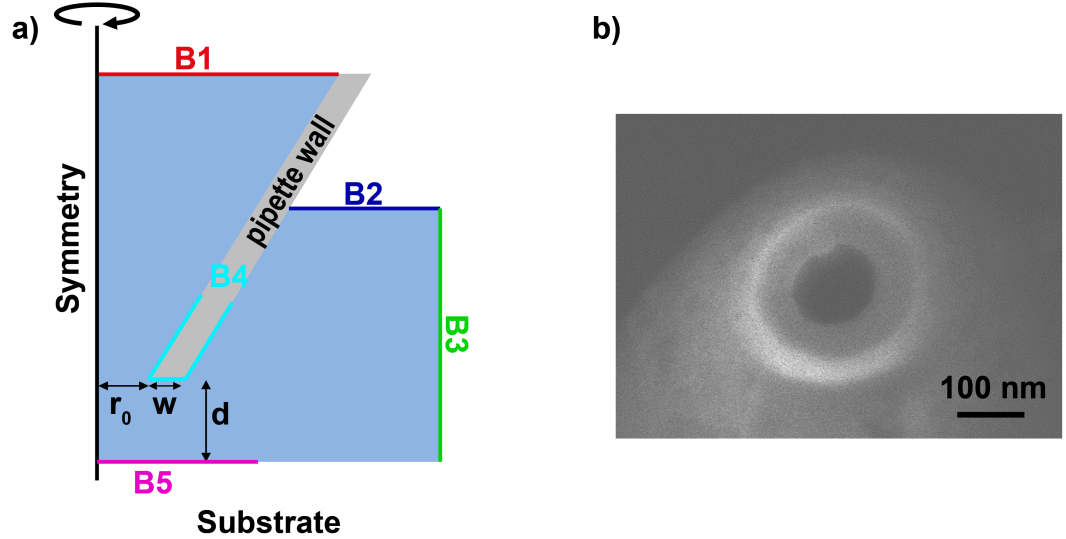 a)
b)
B1
pipette wall
B2
Symmetry
B4
B3
r0
w
d
B5
Substrate
100 nm